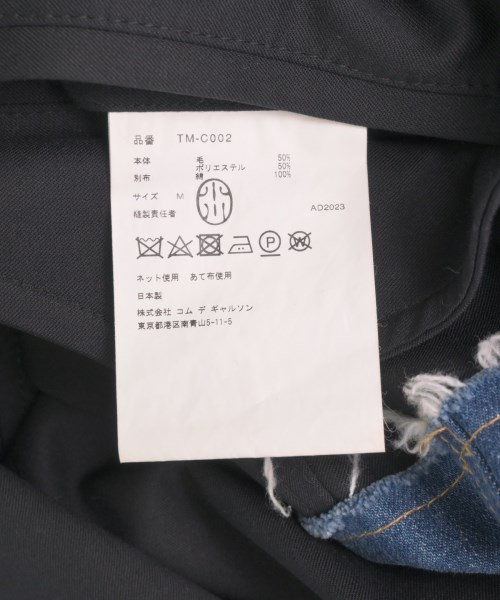 品番 TM-C002
本体 毛 50%
ポリエステル 50%
別布 綿 100%
サイズ M
縫製責任者
AD2023
ネット使用 あて布使用
日本製
株式会社 コム デ ギャルソン
東京都港区南青山5-11-5